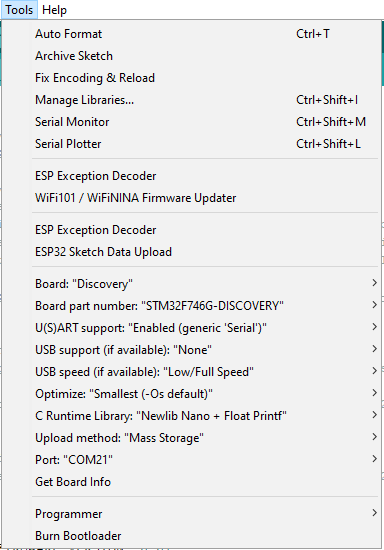 Tools Help
Auto Format Ctrl+T
Archive Sketch
Fix Encoding & Reload
Manage Libraries... Ctrl+Shift+I
Serial Monitor Ctrl+Shift+M
Serial Plotter Ctrl+Shift+L
ESP Exception Decoder
WiFi101 / WiFiNINA Firmware Updater
ESP Exception Decoder
ESP32 Sketch Data Upload
Board: "Discovery"
Board part number: "STM32F746G-DISCOVERY"
U(S)ART support: "Enabled (generic 'Serial')"
USB support (if available): "None"
USB speed (if available): "Low/Full Speed"
Optimize: "Smallest (-Os default)"
C Runtime Library: "Newlib Nano + Float Printf"
Upload method: "Mass Storage"
Port: "COM21"
Get Board Info
Programmer
Burn Bootloader